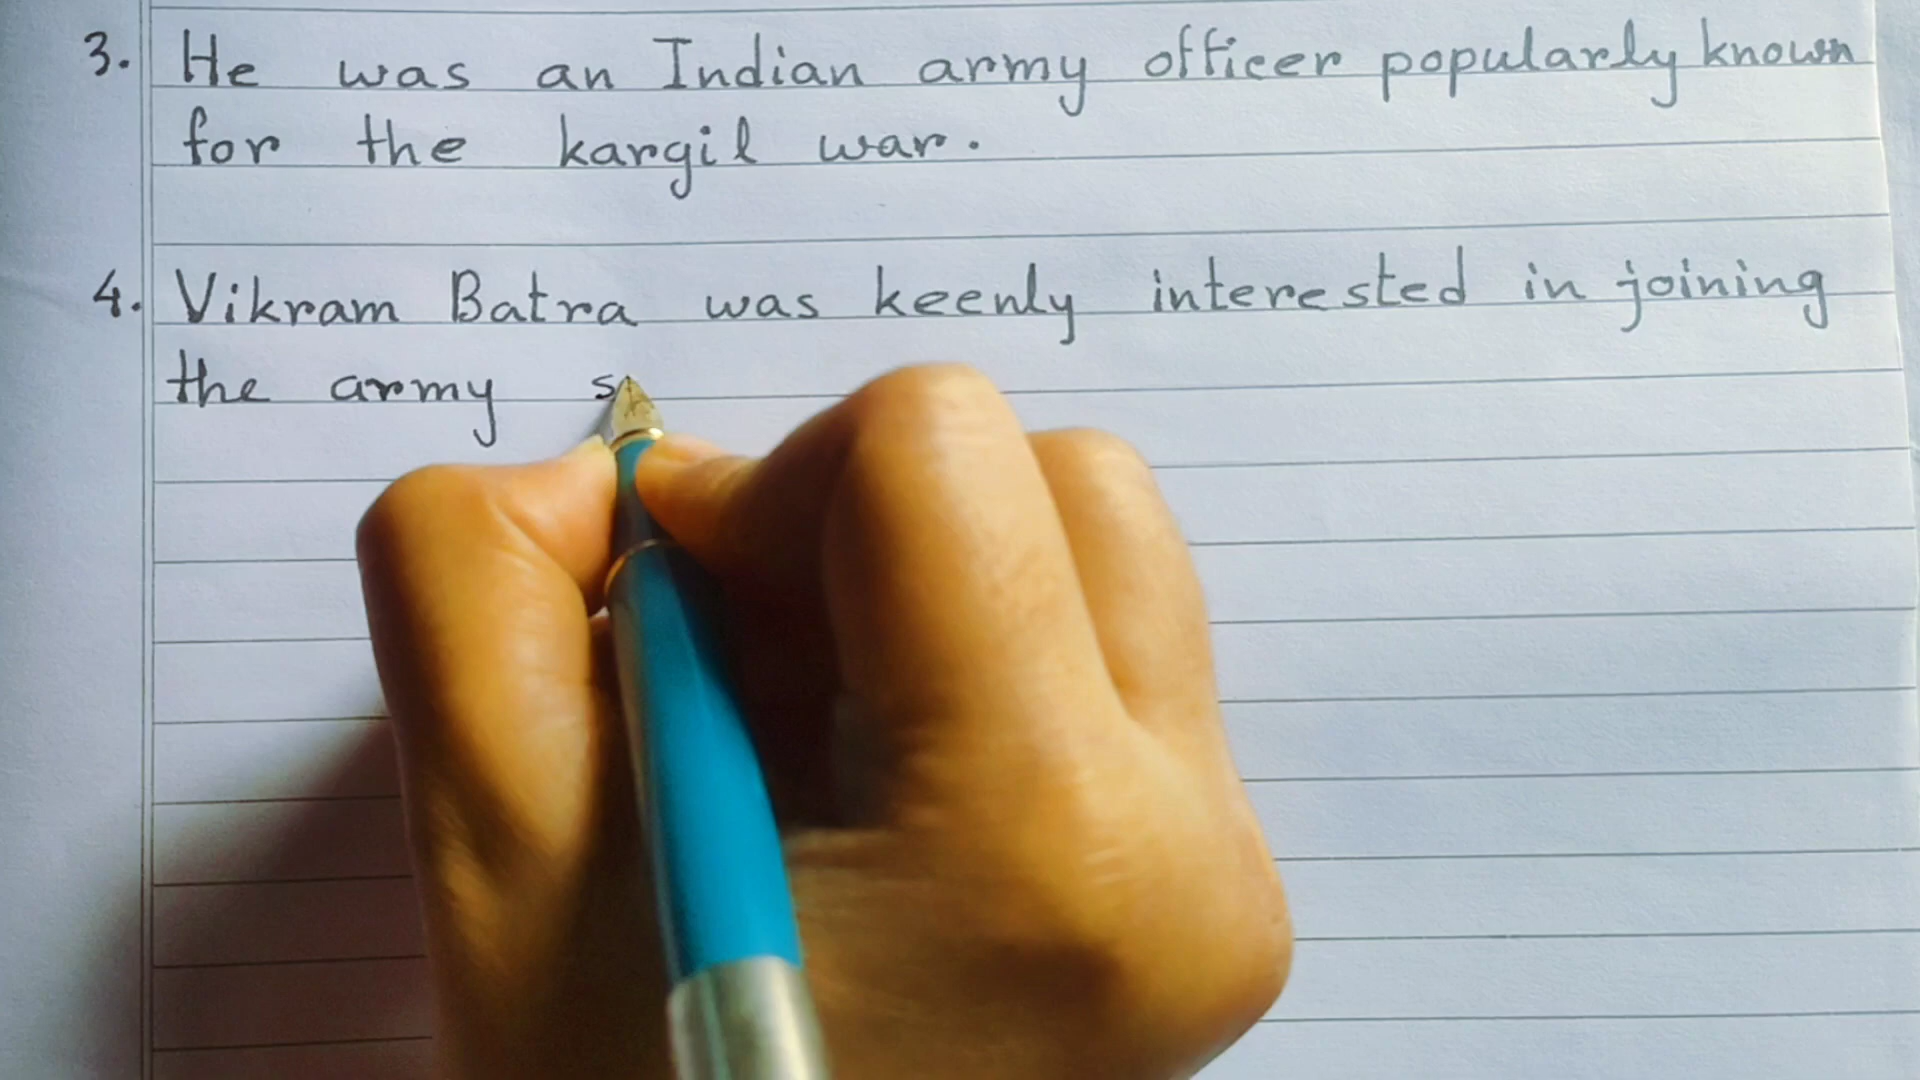 3. He was an Indian army officer popularly known
for the kargil war.
4. Vikram Batra was keenly interested in joining
the army s